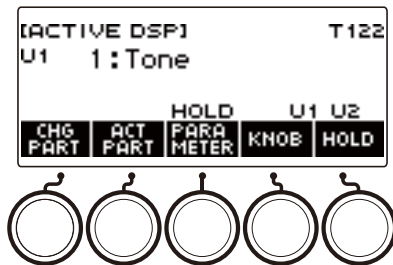 [ACTIVE DSP] T122
U1 1:Tone
HOLD U1 U2
CHG PART ACT PART PARA METER KNOB HOLD